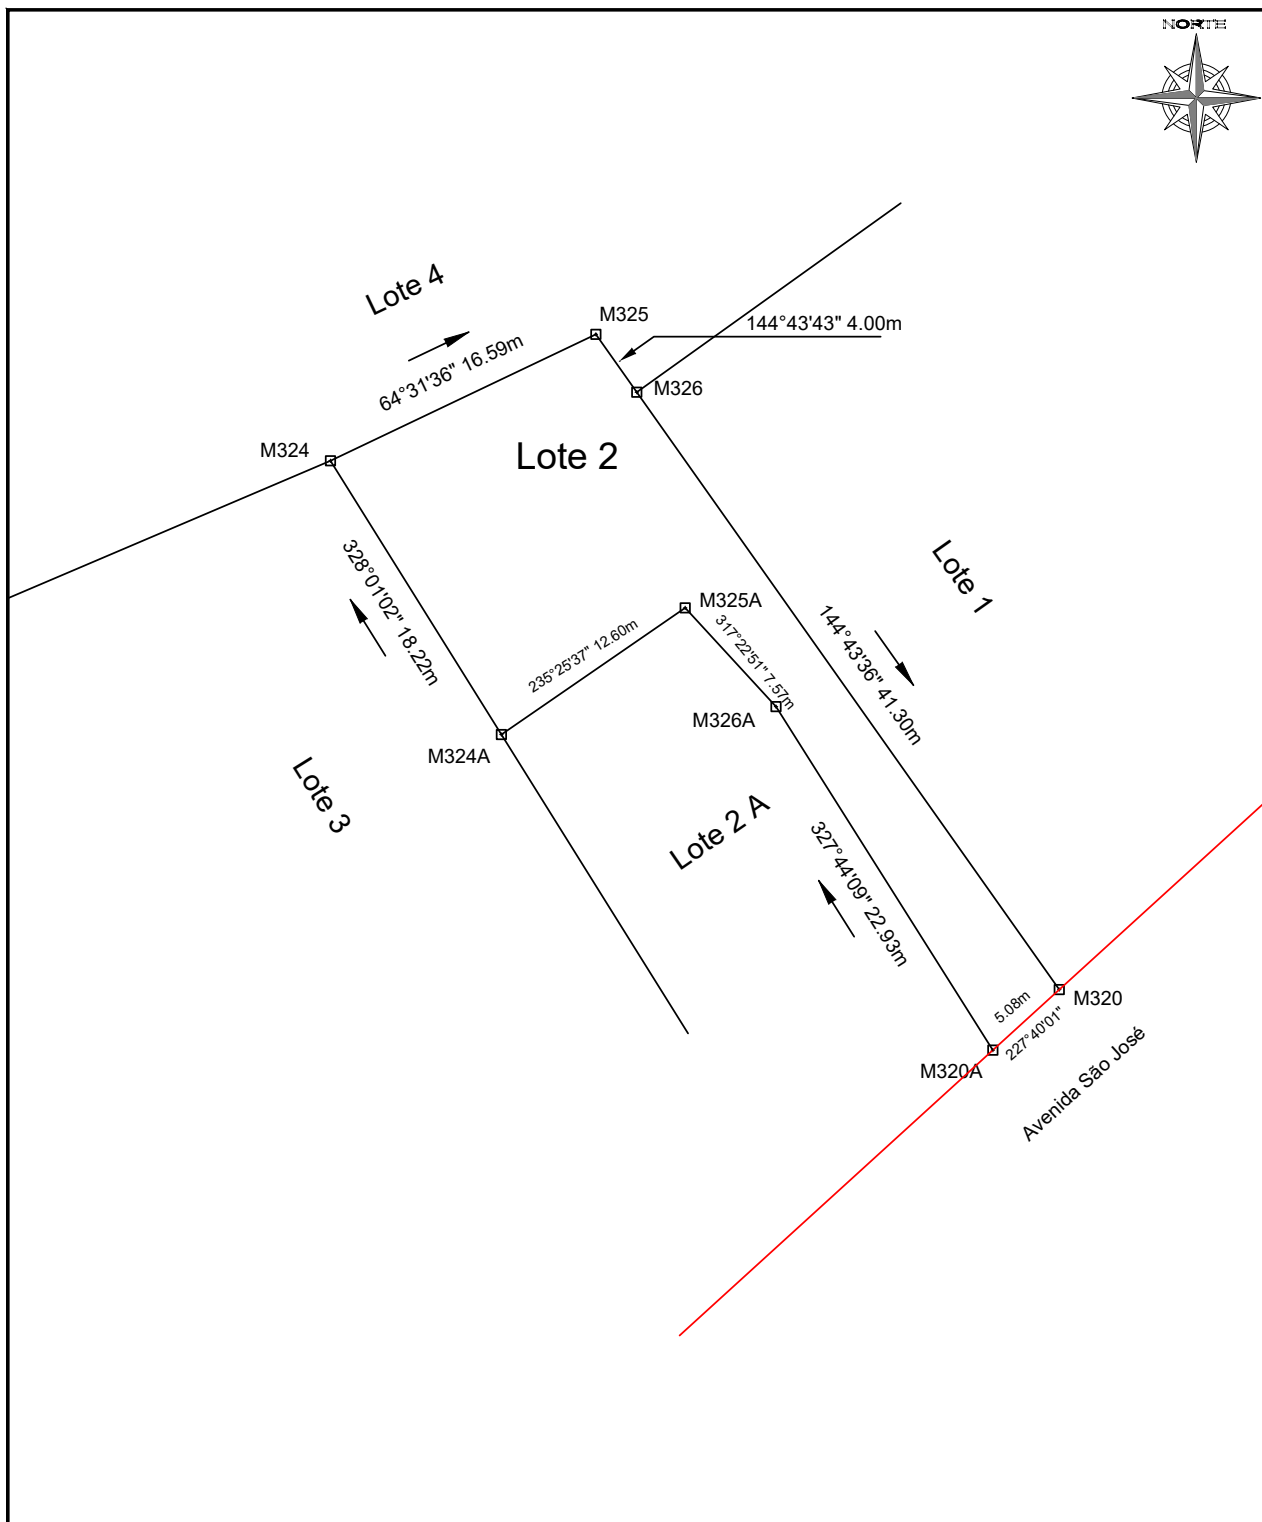 NORTE
Lote 4
M325
144°43'43" 4.00m
64°31'36" 16.59m
M326
M324
Lote 2
328°01'02" 18.22m
Lote 1
M325A
317°22'51" 7.57m
144°43'36" 41.30m
235°25'37" 12.60m
M326A
M324A
Lote 3
Lote 2 A
327°44'09" 22.93m
5.08m
M320
227°40'01"
M320A
Avenida São José